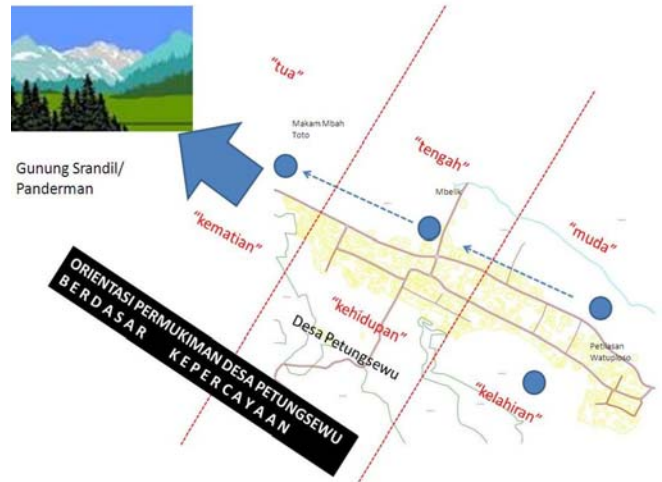 "tua"
Makam Mbah
Toto
"tengah"
Gunung Srandil/
Panderman
Mbelik
"kematian"
"muda"
ORIENTASI PERMUKIMAN DESA PETUNGSEWU
BERDASAR KEPERCAYAAN
"kehidupan"
Desa Petungsewu
Petilasan
Watuploso
"kelahiran"